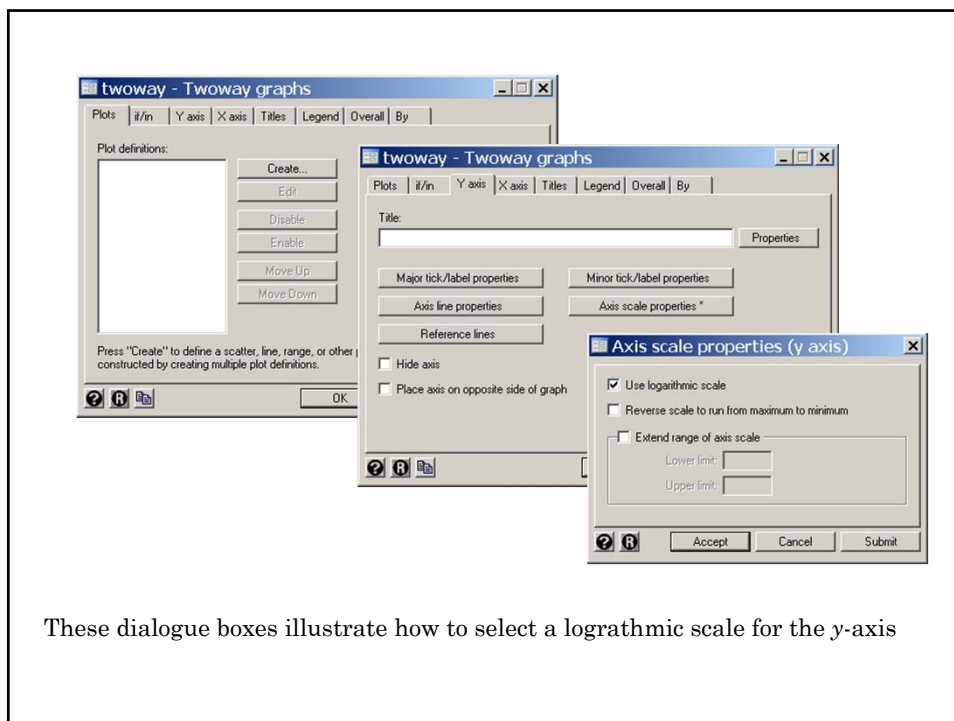 twoway - Twoway graphs
Plots if/in Y axis X axis Titles Legend Overall By
Plot definitions:
Create...
Edit
Disable
Enable
Move Up
Move Down
Press "Create" to define a scatter, line, range, or other
constructed by creating multiple plot definitions.
OK
twoway - Twoway graphs
Plots if/in Y axis X axis Titles Legend Overall By
Title:
Properties
Major tick/label properties Minor tick/label properties
Axis line properties Axis scale properties *
Reference lines
Hide axis
Place axis on opposite side of graph
Axis scale properties (y axis)
Use logarithmic scale
Reverse scale to run from maximum to minimum
Extend range of axis scale
Lower limit:
Upper limit:
Accept Cancel Submit
These dialogue boxes illustrate how to select a lograthmic scale for the y-axis